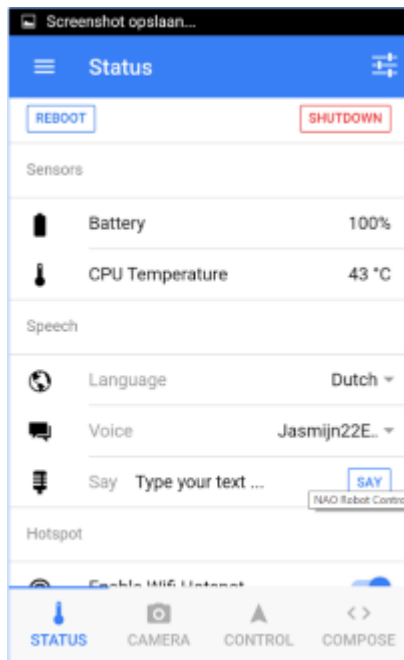 Screenshot opslaan...
Status
REBOOT SHUTDOWN
Sensors
Battery 100%
CPU Temperature 43 °C
Speech
Language Dutch
Voice Jasmijn22E..
Say Type your text ... SAY
NAO Robot Contro
Hotspot
Enable Wifi Hotspot
STATUS CAMERA CONTROL COMPOSE